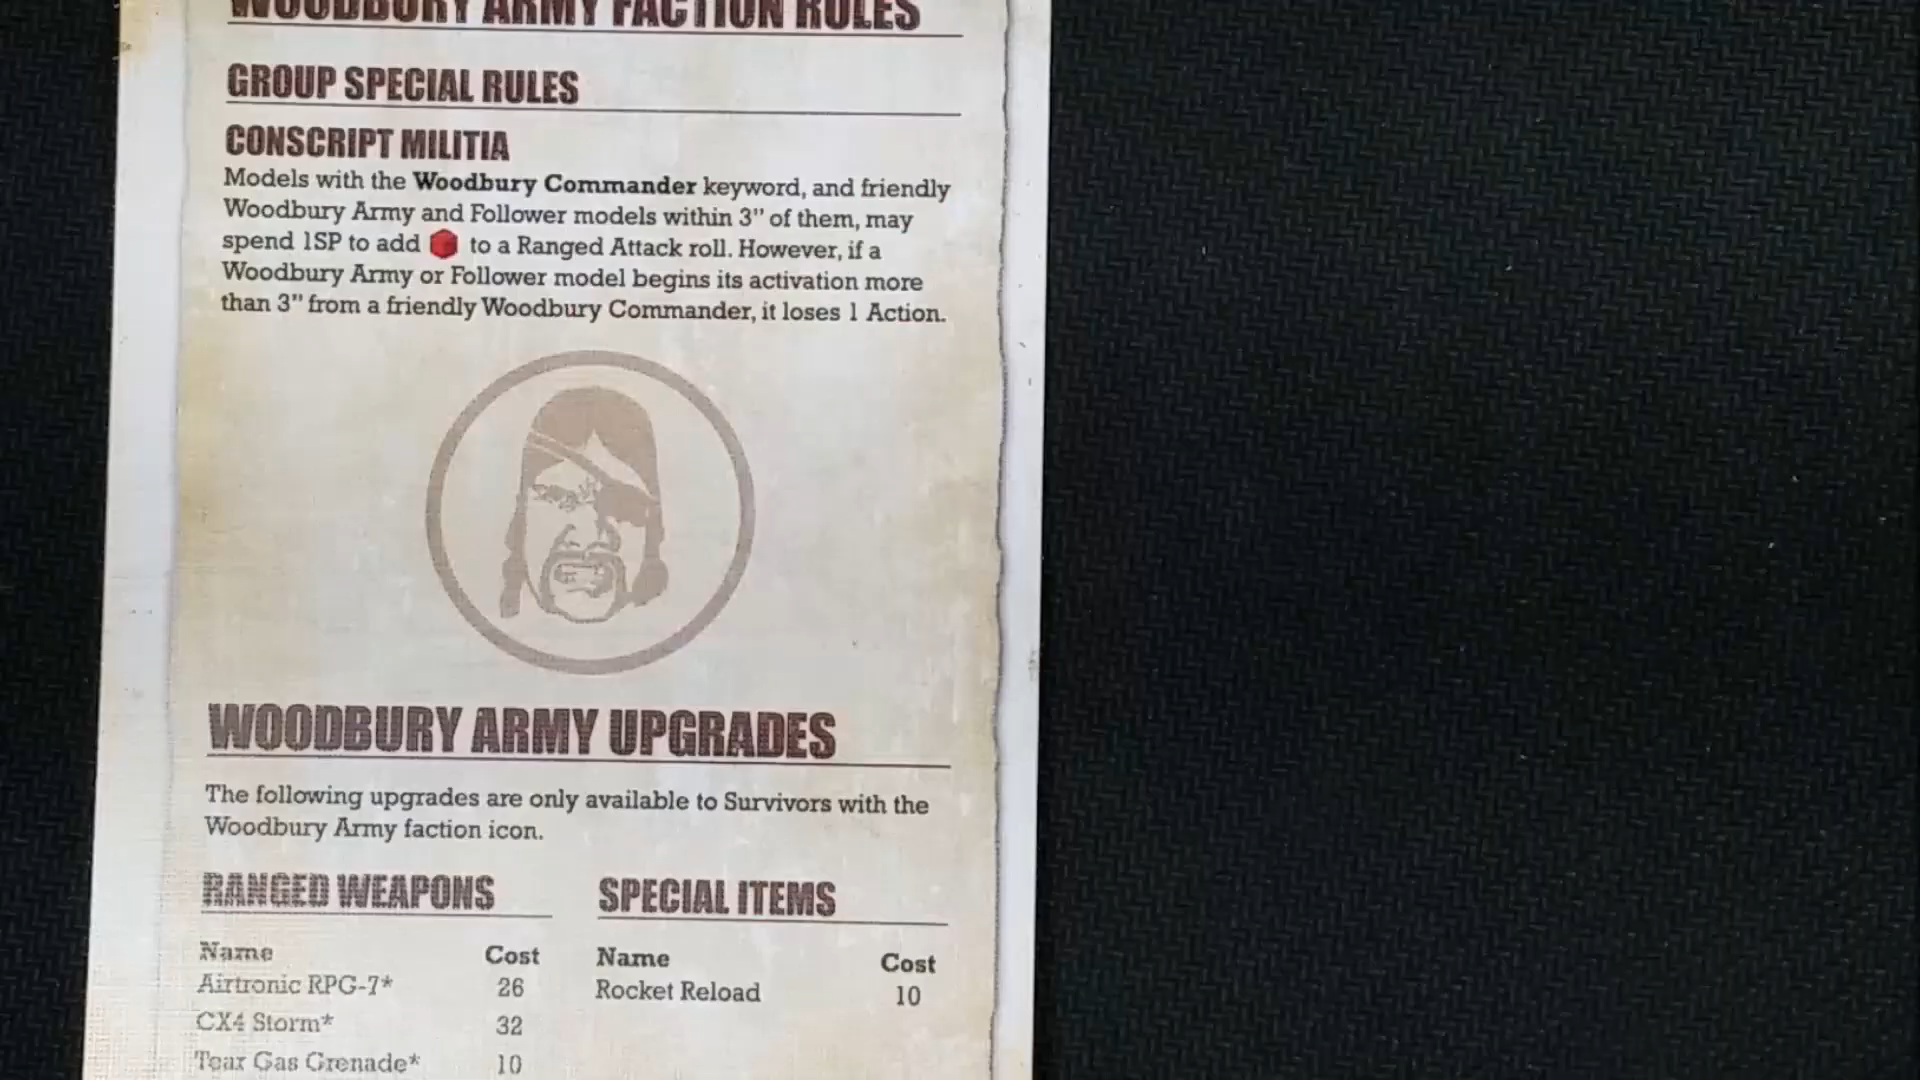 WOODBURY ARMY FACTION RULES
GROUP SPECIAL RULES
CONSCRIPT MILITIA
Models with the Woodbury Commander keyword, and friendly
Woodbury Army and Follower models within 3" of them, may
spend 1SP to add to a Ranged Attack roll. However, if a
Woodbury Army or Follower model begins its activation more
than 3" from a friendly Woodbury Commander, it loses 1 Action.
WOODBURY ARMY UPGRADES
The following upgrades are only available to Survivors with the
Woodbury Army faction icon.
RANGED WEAPONS
Name Cost
Airtronic RPG-7* 26
CX4 Storm* 32
Tear Gas Grenade* 10
SPECIAL ITEMS
Name Cost
Rocket Reload 10